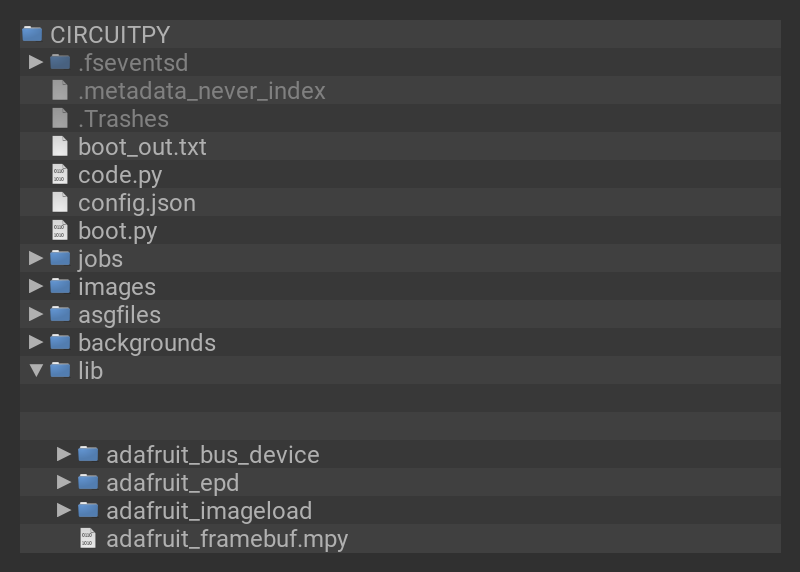 CIRCUITPY
.fseventsd
.metadata_never_index
.Trashes
boot_out.txt
code.py
config.json
boot.py
jobs
images
asgfiles
backgrounds
lib
adafruit_bus_device
adafruit_epd
adafruit_imageload
adafruit_framebuf.mpy